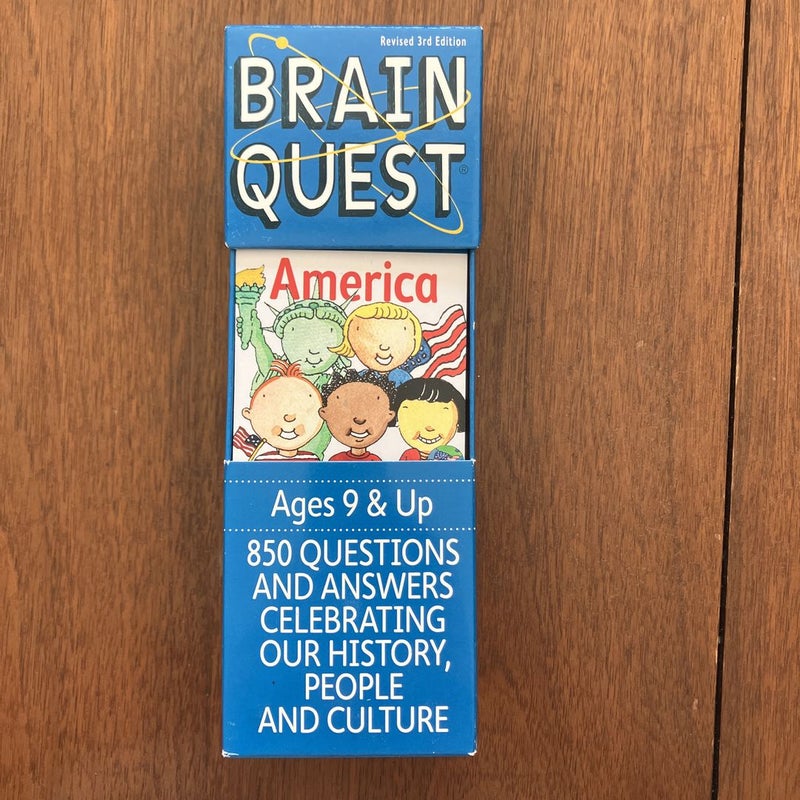 Revised 3rd Edition
BRAIN
QUEST®
America
Ages 9 & Up
850 QUESTIONS
AND ANSWERS
CELEBRATING
OUR HISTORY,
PEOPLE
AND CULTURE